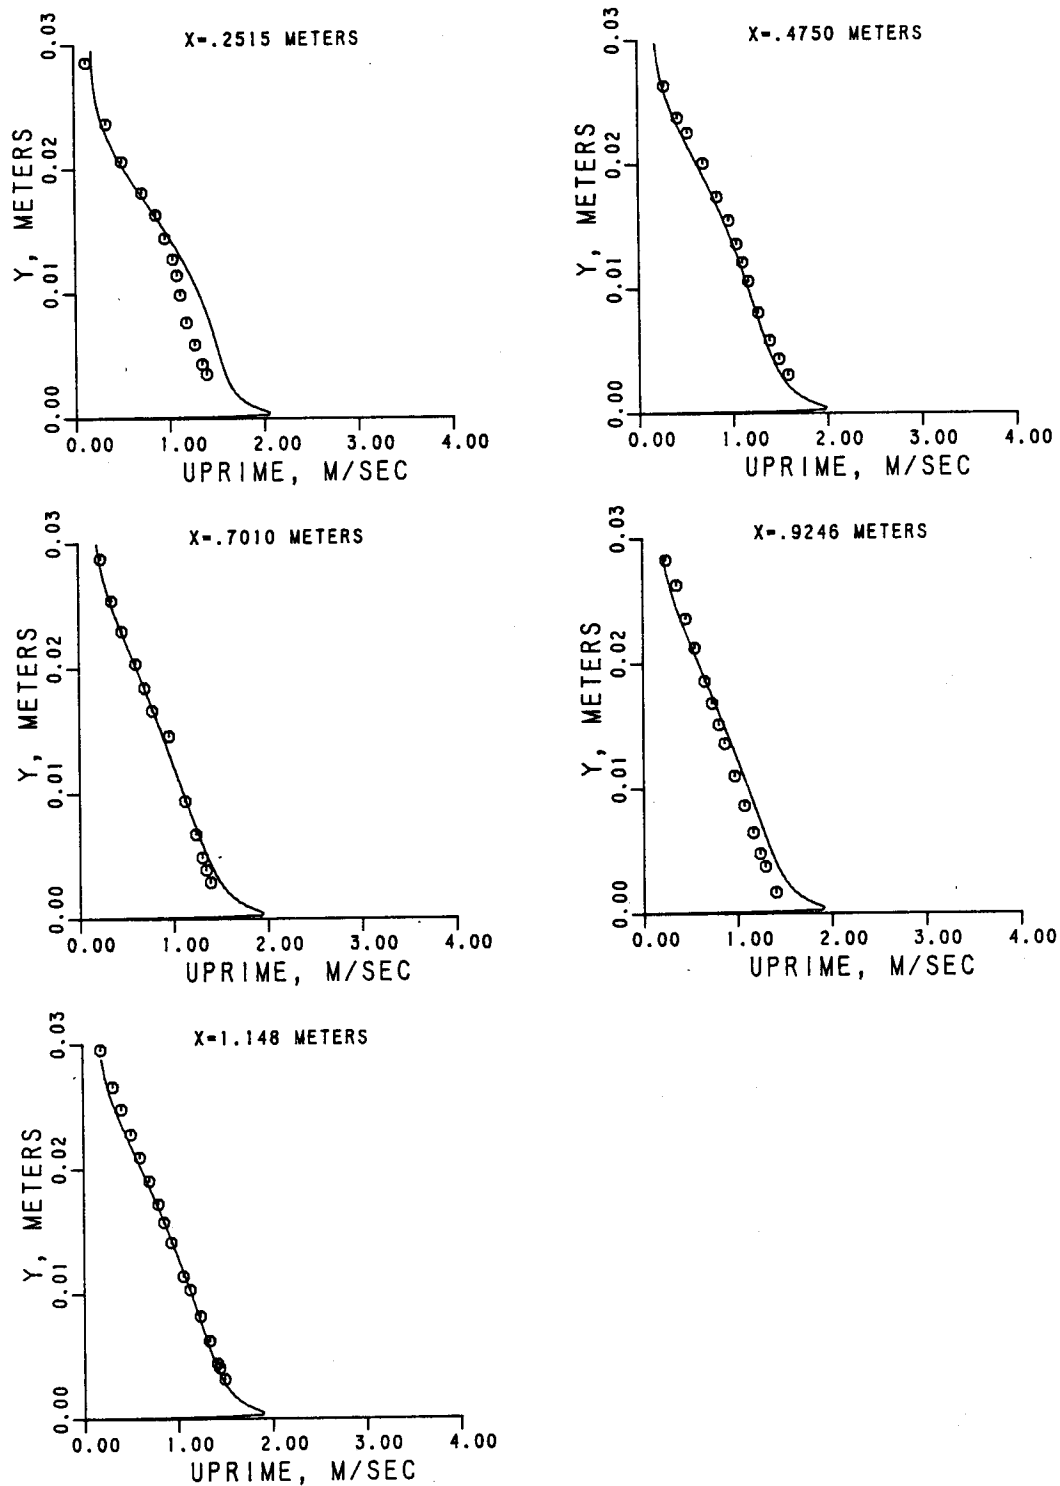 X=.2515 METERS
0.03
0.02
0.01
0.00
Y, METERS
0.00 1.00 2.00 3.00 4.00
UPRIME, M/SEC
X=.4750 METERS
0.03
0.02
0.01
0.00
Y, METERS
0.00 1.00 2.00 3.00 4.00
UPRIME, M/SEC
X=.7010 METERS
0.03
0.02
0.01
0.00
Y, METERS
0.00 1.00 2.00 3.00 4.00
UPRIME, M/SEC
X=.9246 METERS
0.03
0.02
0.01
0.00
Y, METERS
0.00 1.00 2.00 3.00 4.00
UPRIME, M/SEC
X=1.148 METERS
0.03
0.02
0.01
0.00
Y, METERS
0.00 1.00 2.00 3.00 4.00
UPRIME, M/SEC